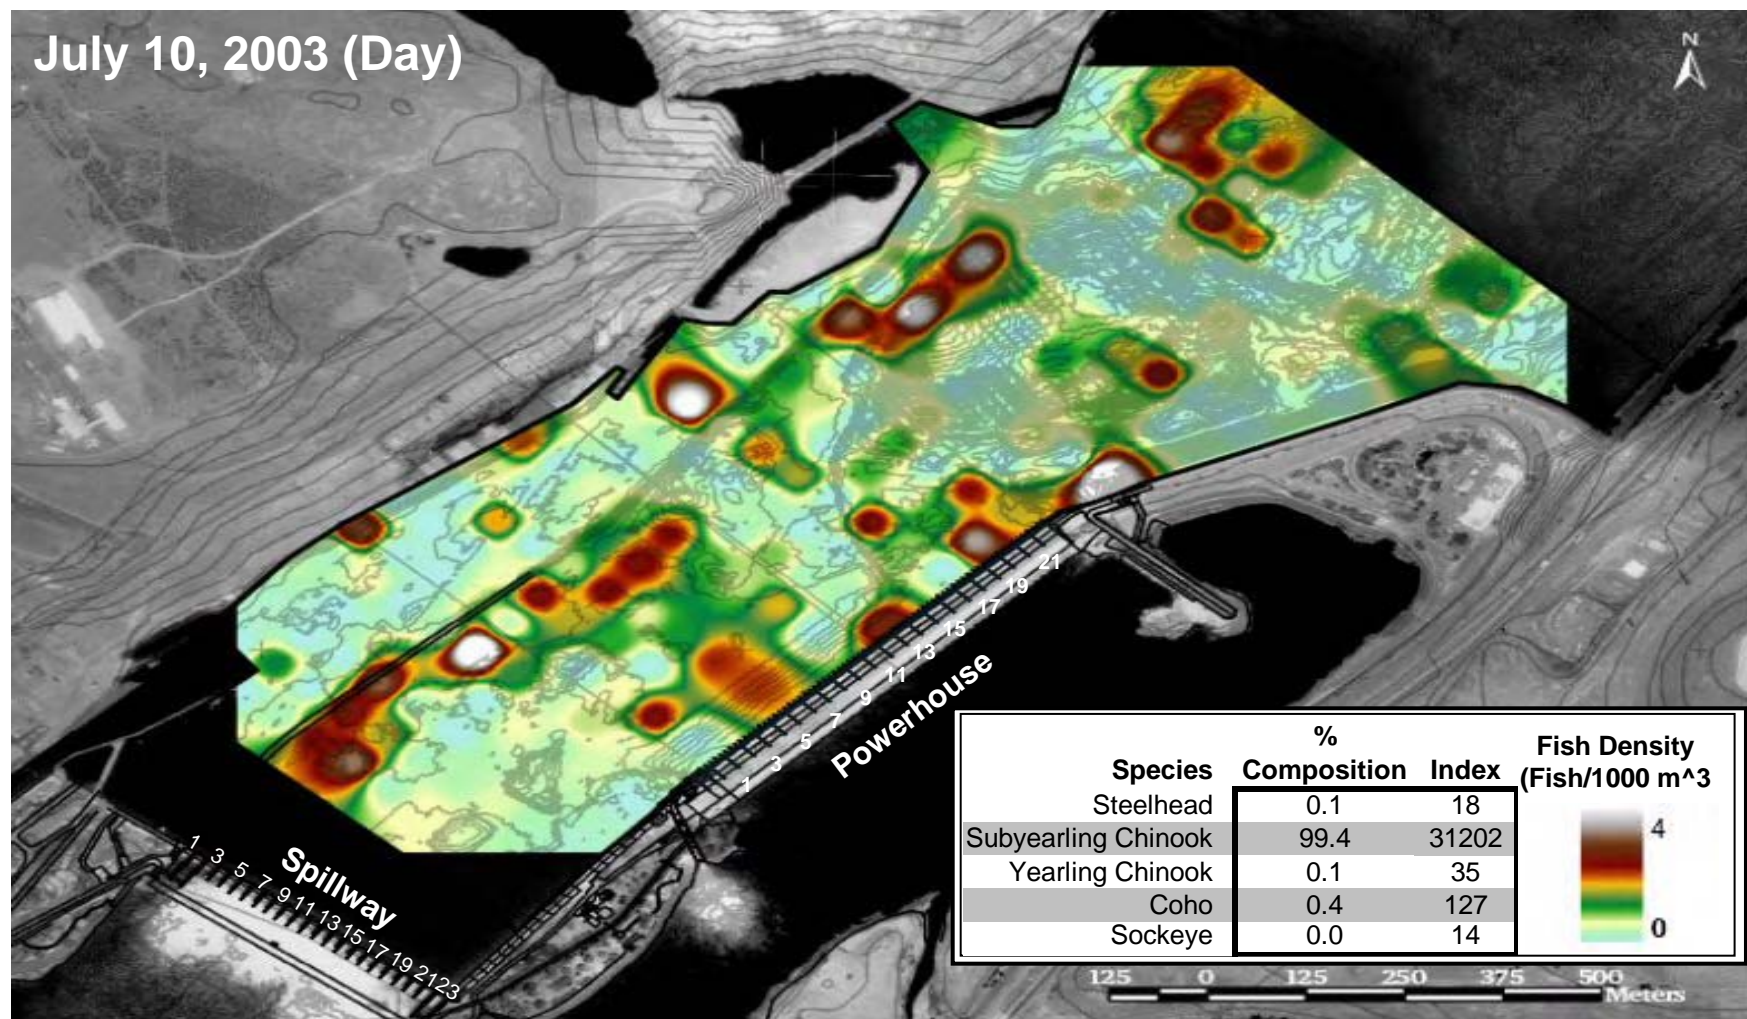 July 10, 2003 (Day)
N
21
19
17
15
13
11
9
7
5
3
1
Powerhouse
Spillway
1 3 5 7 9 11 13 15 17 19 21 23
%
Species Composition Index
Steelhead 0.1 18
Subyearling Chinook 99.4 31202
Yearling Chinook 0.1 35
Coho 0.4 127
Sockeye 0.0 14
Fish Density
(Fish/1000 m^3
4
0
125 0 125 250 375 500
Meters